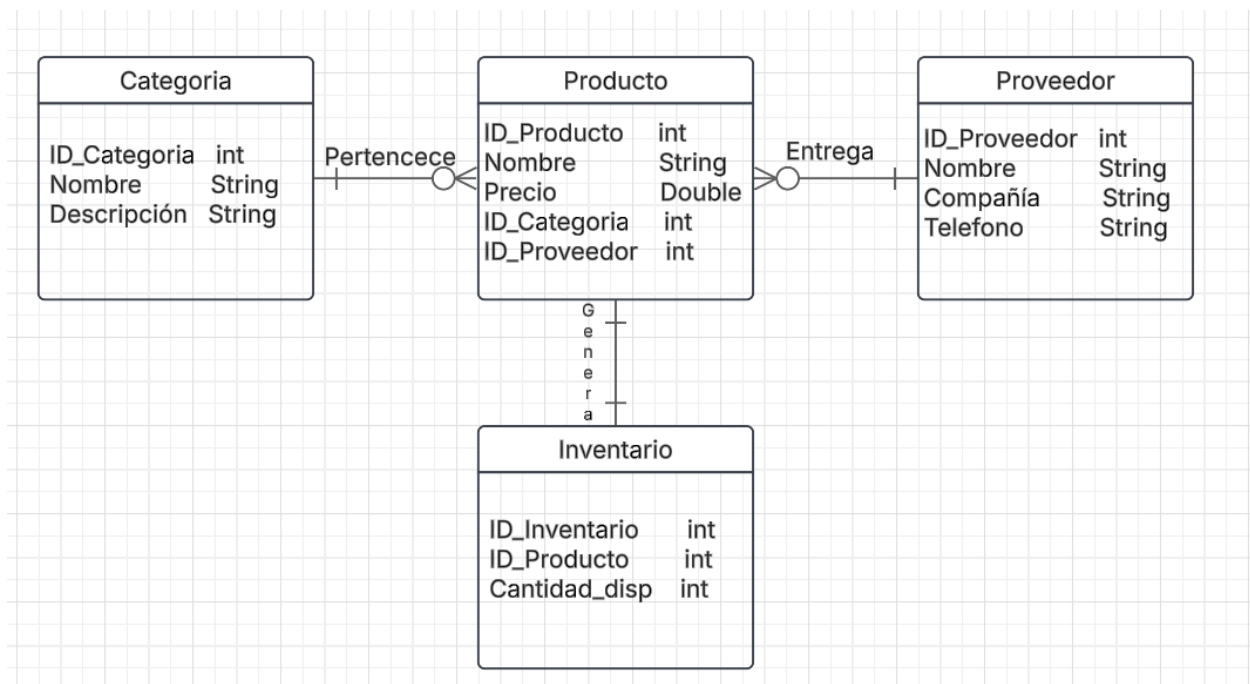 Categoria
ID_Categoria int
Nombre String
Descripción String
Pertencece
Producto
ID_Producto int
Nombre String
Precio Double
ID_Categoria int
ID_Proveedor int
Entrega
Proveedor
ID_Proveedor int
Nombre String
Compañía String
Telefono String
Genera
Inventario
ID_Inventario int
ID_Producto int
Cantidad_disp int